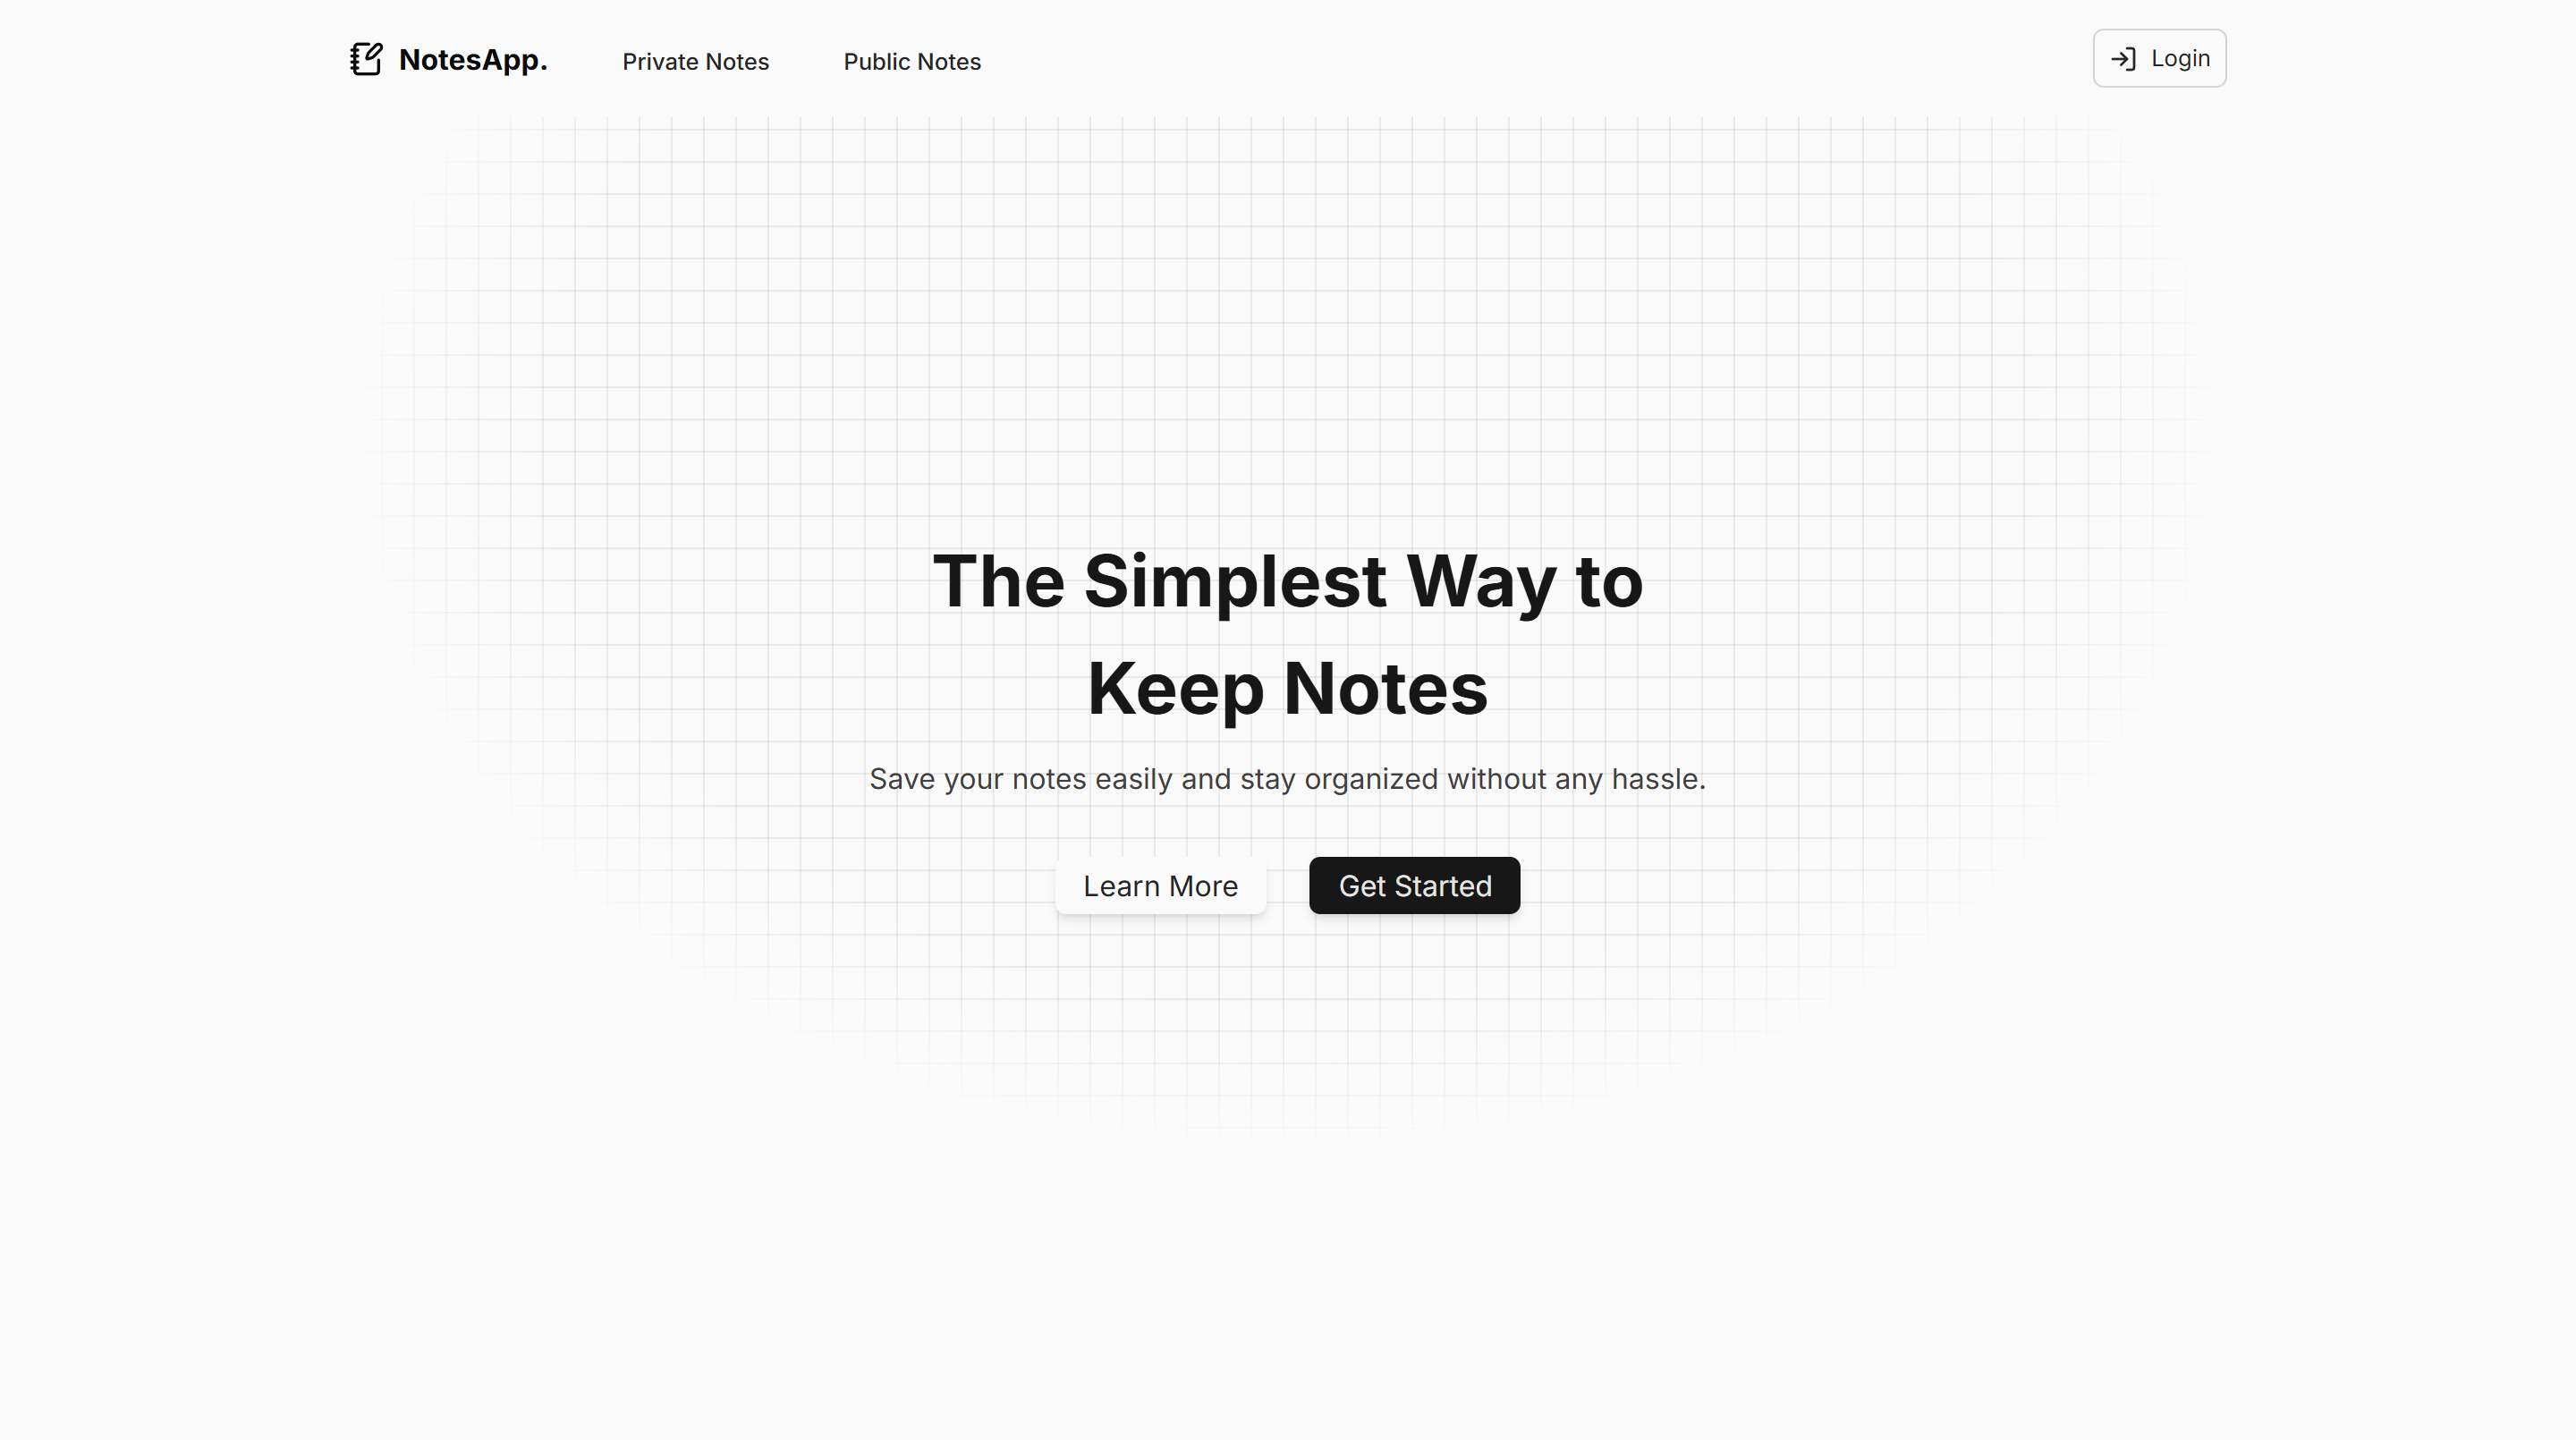 NotesApp.
Private Notes
Public Notes
Login
The Simplest Way to
Keep Notes
Save your notes easily and stay organized without any hassle.
Learn More
Get Started